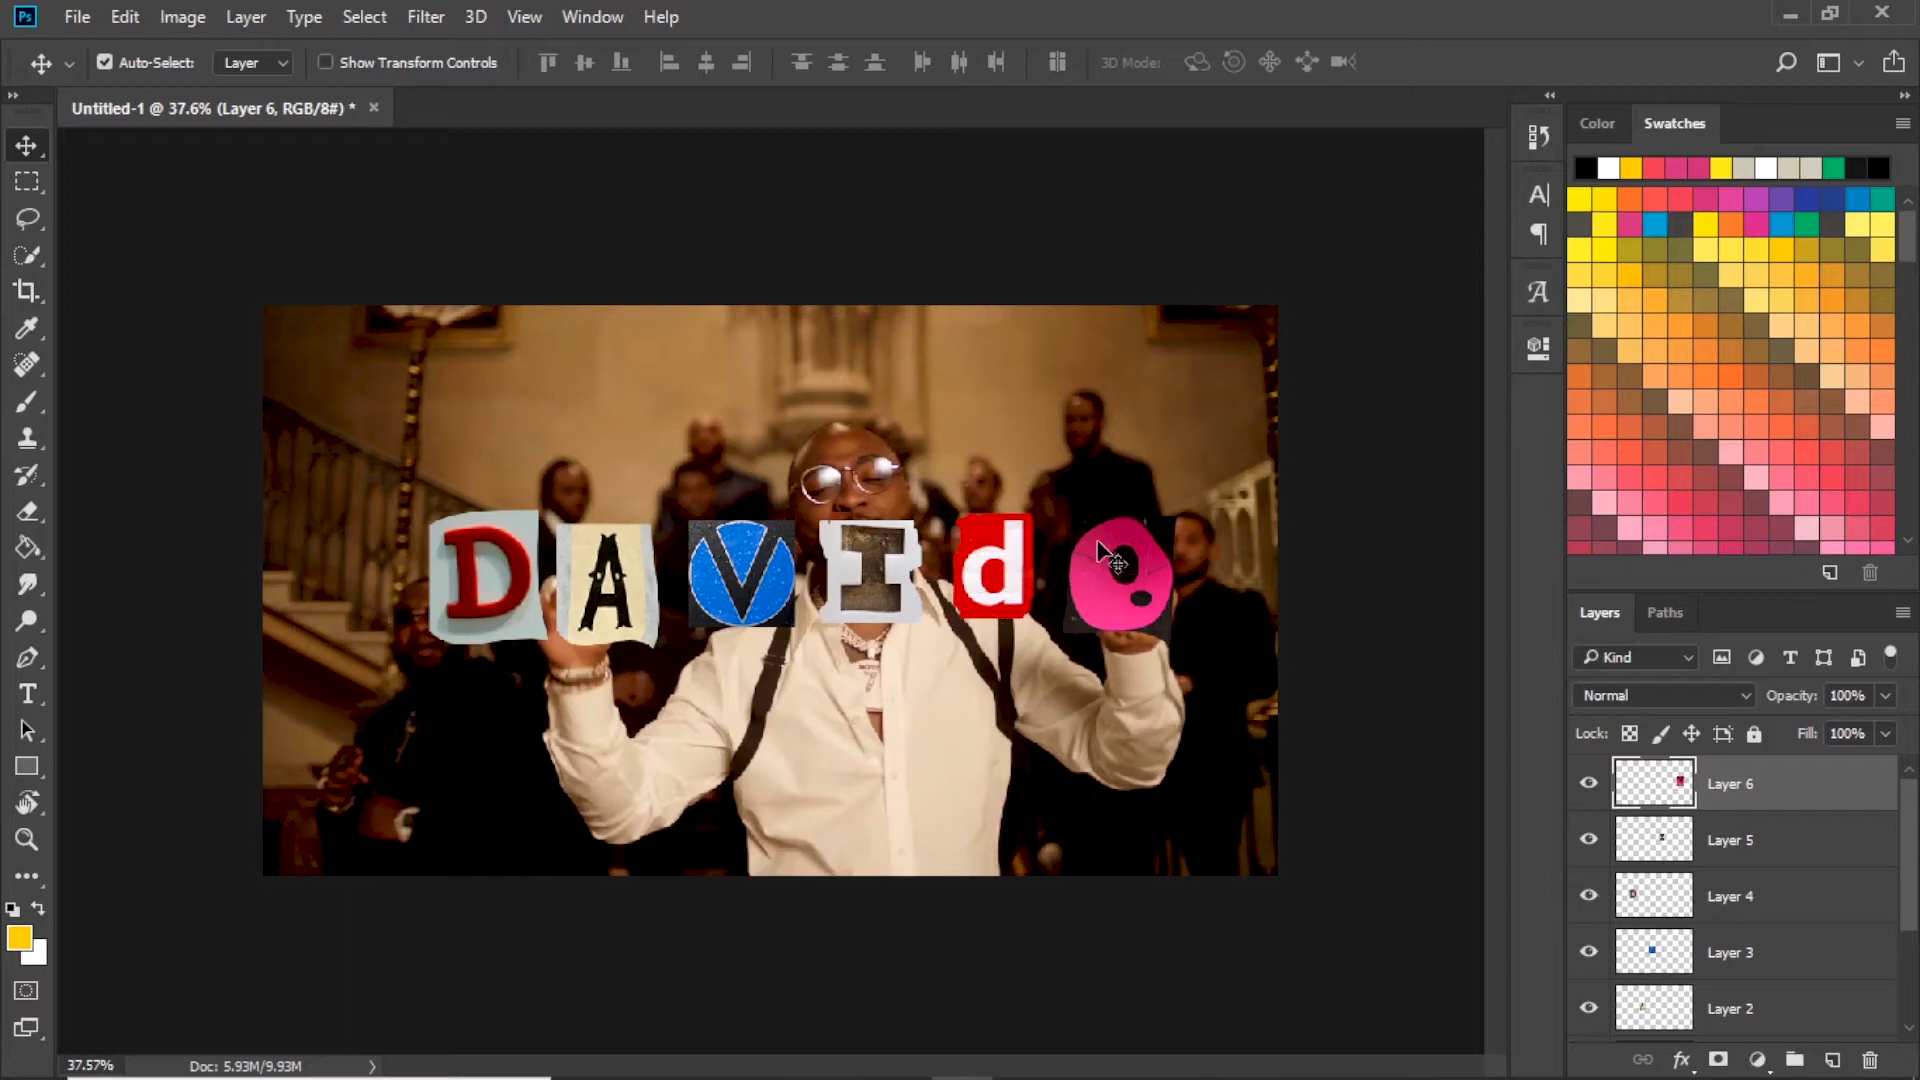 Ps File Edit Image Layer Type Select Filter 3D View Window Help
Auto-Select: Layer Show Transform Controls 3D Mode:
Untitled-1 @ 37.6% (Layer 6, RGB/8#) *
Color Swatches
DAVIdO
Layers Paths
Kind
Normal Opacity: 100%
Lock: Fill: 100%
Layer 6
Layer 5
Layer 4
Layer 3
Layer 2
37.57% Doc: 5.93M/9.93M